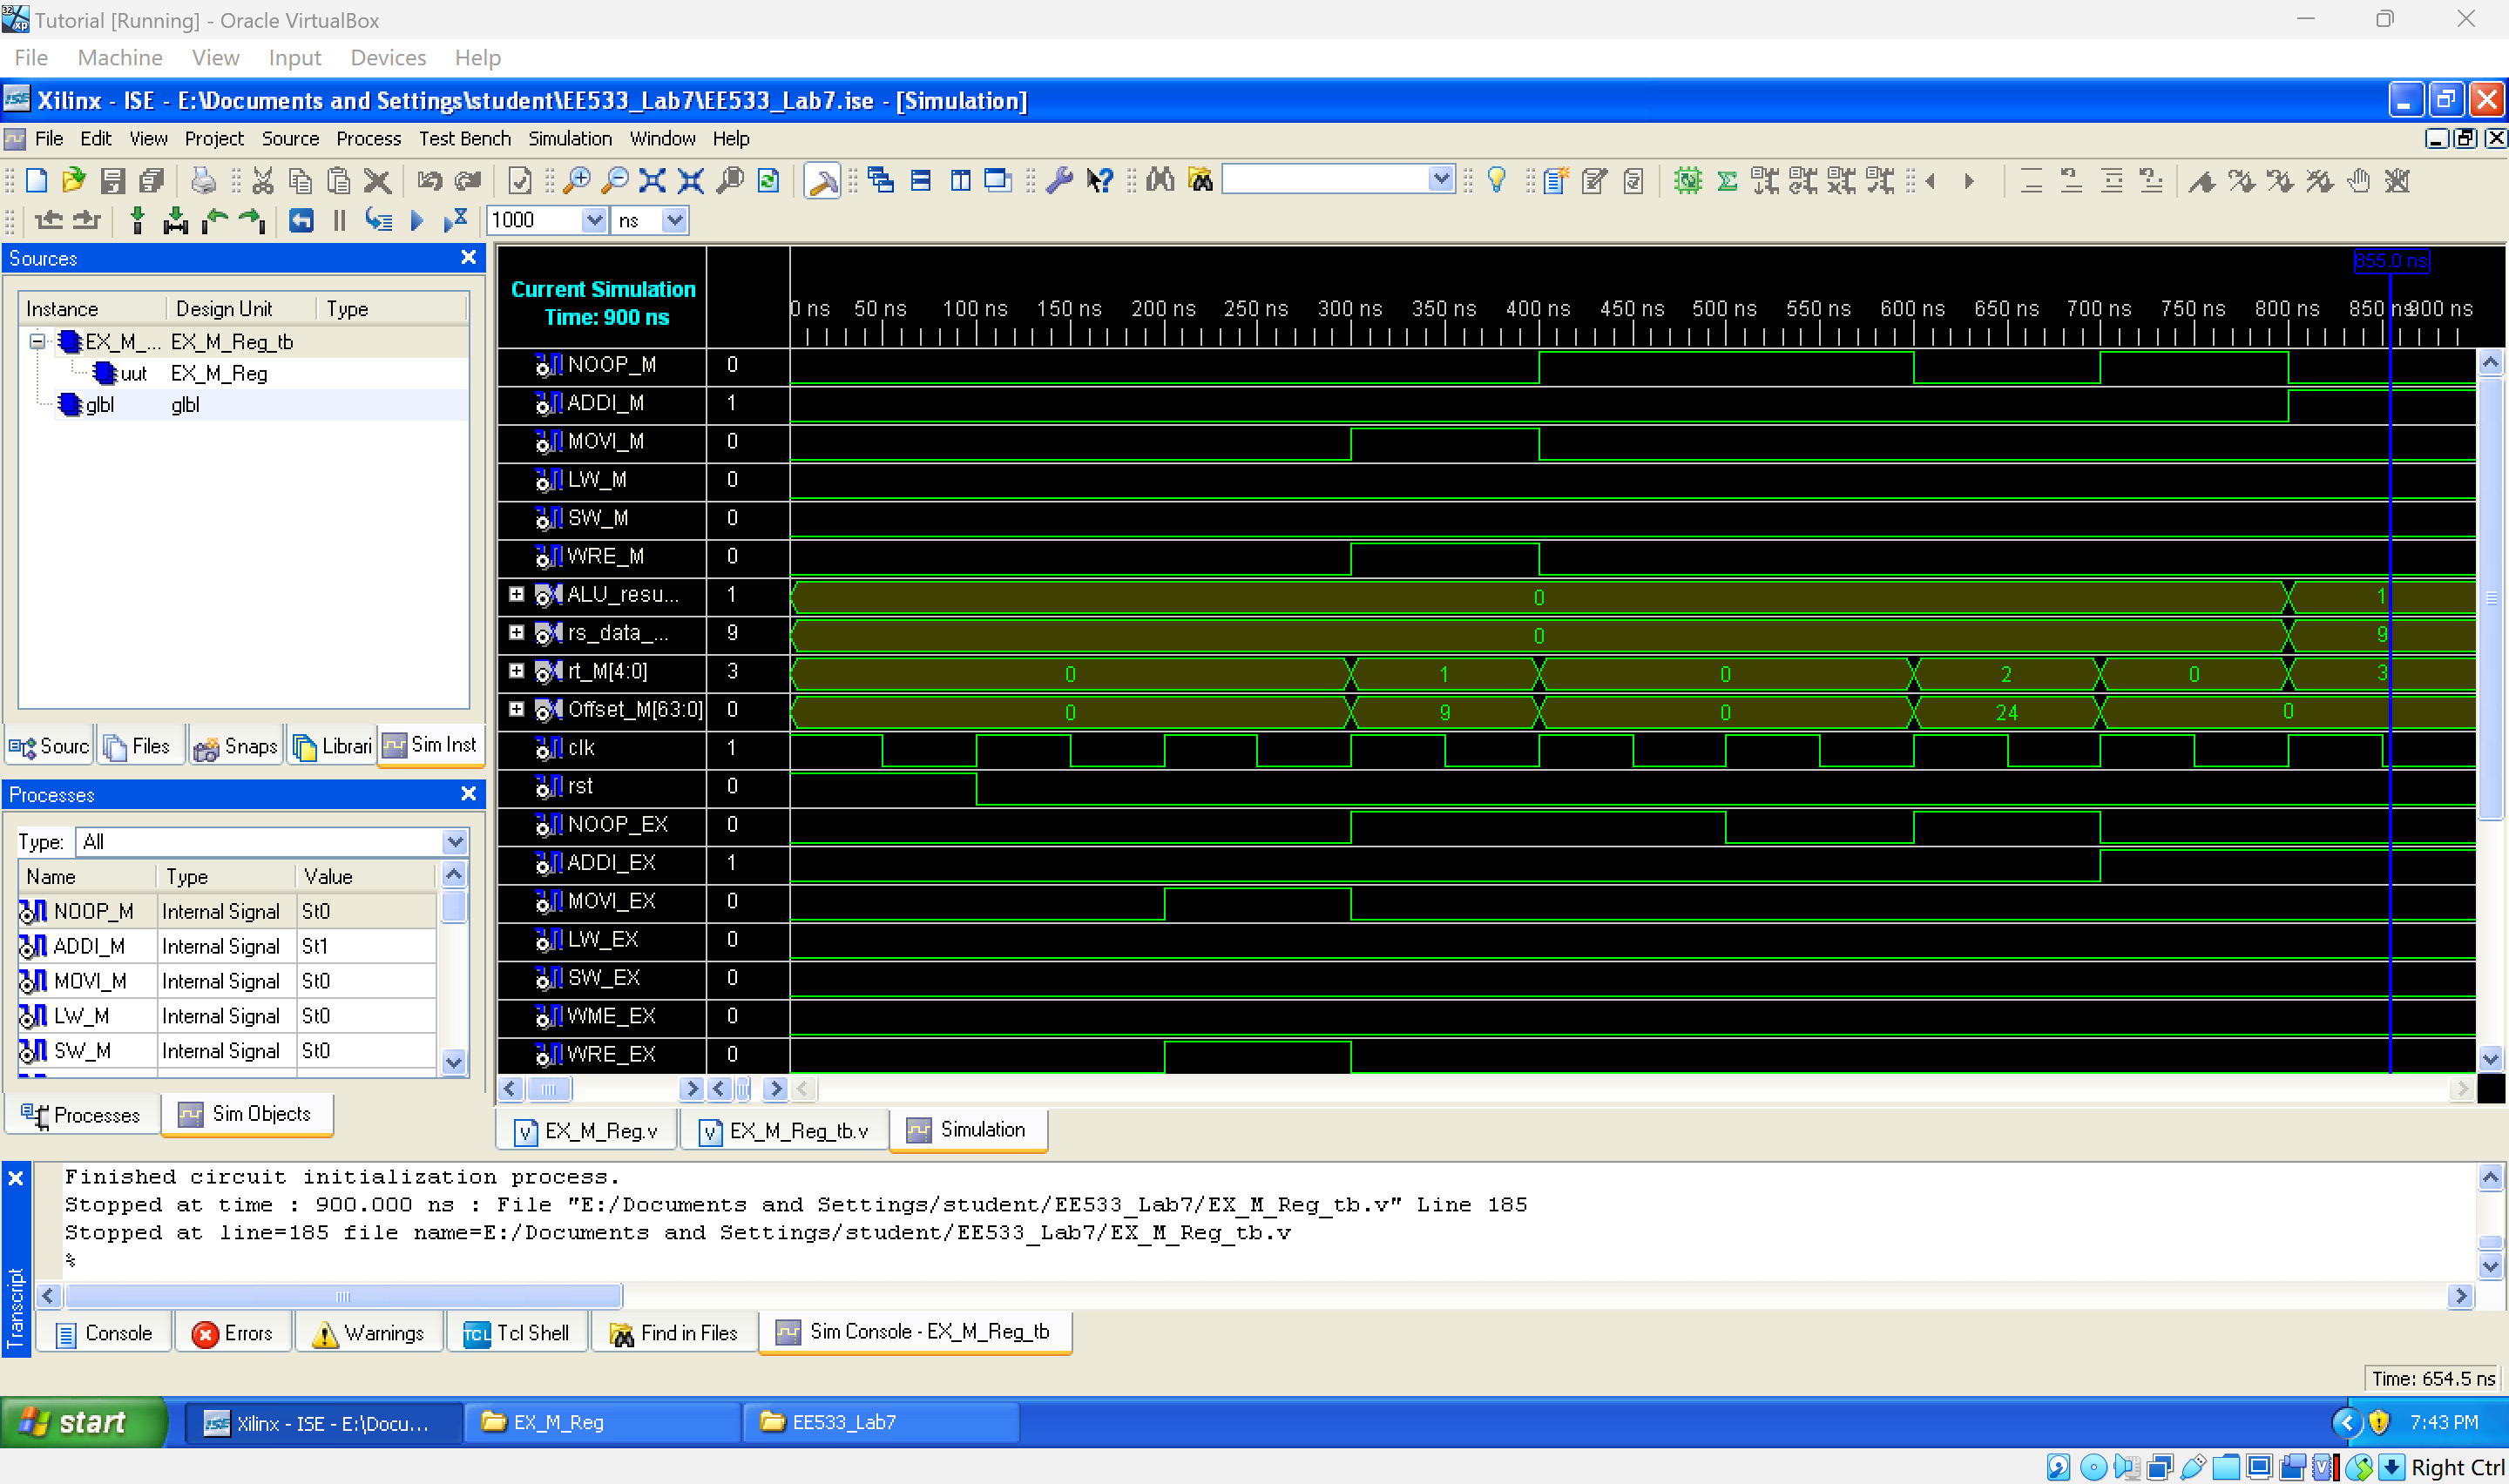 Tutorial [Running] - Oracle VirtualBox
File Machine View Input Devices Help
Xilinx - ISE - E:\Documents and Settings\student\EE533_Lab7\EE533_Lab7.ise - [Simulation]
File Edit View Project Source Process Test Bench Simulation Window Help
1000 ns
Sources
Instance Design Unit Type
EX_M_... EX_M_Reg_tb
uut EX_M_Reg
glbl glbl
Sourc Files Snaps Librari Sim Inst
Processes
Type: All
Name Type Value
NOOP_M Internal Signal St0
ADDI_M Internal Signal St1
MOVI_M Internal Signal St0
LW_M Internal Signal St0
SW_M Internal Signal St0
Processes Sim Objects
855.0 ns
Current Simulation
Time: 900 ns
0 ns 50 ns 100 ns 150 ns 200 ns 250 ns 300 ns 350 ns 400 ns 450 ns 500 ns 550 ns 600 ns 650 ns 700 ns 750 ns 800 ns 850 ns 900 ns
NOOP_M 0
ADDI_M 1
MOVI_M 0
LW_M 0
SW_M 0
WRE_M 0
ALU_resu... 1 0 1
rs_data_... 9 0 9
rt_M[4:0] 3 0 1 0 2 0 3
Offset_M[63:0] 0 0 9 0 24 0
clk 1
rst 0
NOOP_EX 0
ADDI_EX 1
MOVI_EX 0
LW_EX 0
SW_EX 0
WME_EX 0
WRE_EX 0
EX_M_Reg.v EX_M_Reg_tb.v Simulation
Transcript
Finished circuit initialization process.
Stopped at time : 900.000 ns : File "E:/Documents and Settings/student/EE533_Lab7/EX_M_Reg_tb.v" Line 185
Stopped at line=185 file name=E:/Documents and Settings/student/EE533_Lab7/EX_M_Reg_tb.v
%
Console Errors Warnings Tcl Shell Find in Files Sim Console - EX_M_Reg_tb
Time: 654.5 ns
start Xilinx - ISE - E:\Docu... EX_M_Reg EE533_Lab7 7:43 PM
Right Ctrl